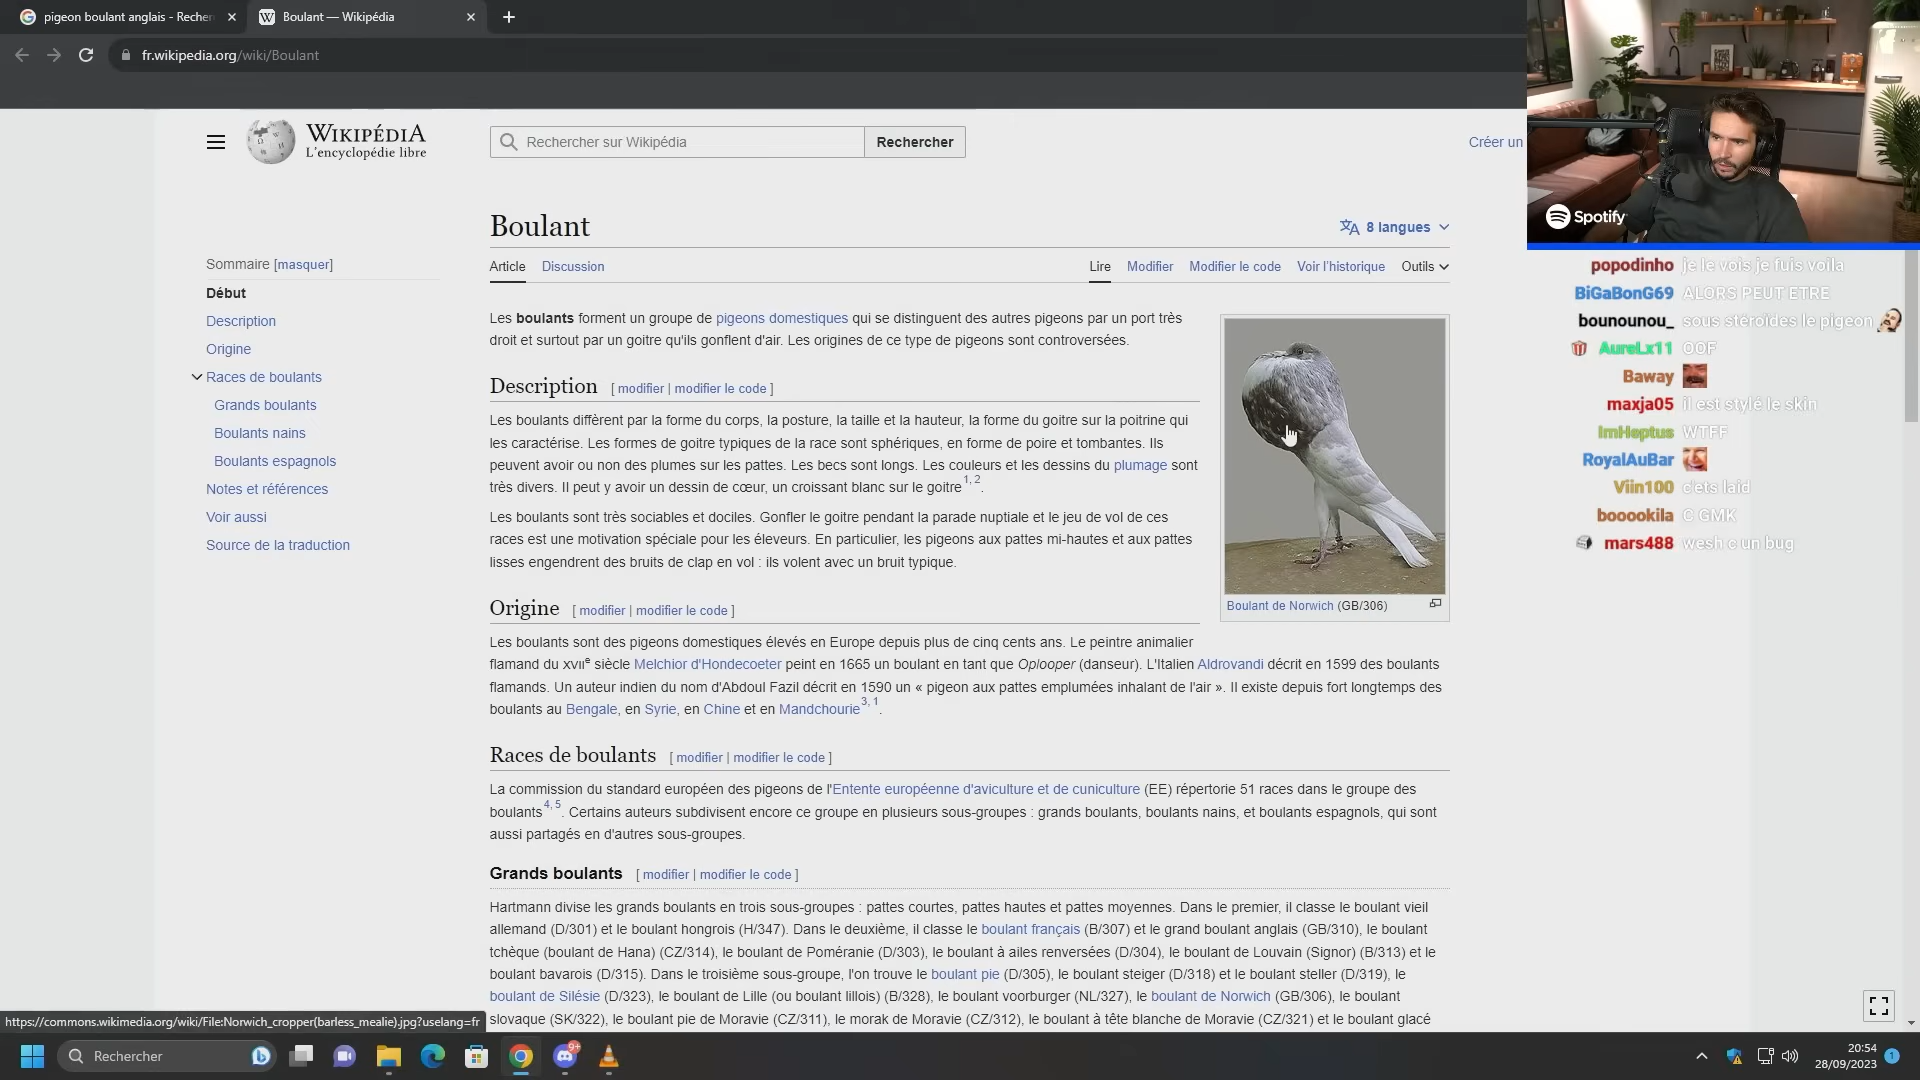 pigeon boulant anglais - Recher
Boulant — Wikipédia
fr.wikipedia.org/wiki/Boulant
WIKIPÉDIA
L'encyclopédie libre
Rechercher sur Wikipédia
Rechercher
Créer un
Spotify
Boulant
8 langues
Article
Discussion
Lire
Modifier
Modifier le code
Voir l'historique
Outils
Sommaire [masquer]
Début
Description
Origine
Races de boulants
Grands boulants
Boulants nains
Boulants espagnols
Notes et références
Voir aussi
Source de la traduction
Les boulants forment un groupe de pigeons domestiques qui se distinguent des autres pigeons par un port très
droit et surtout par un goitre qu'ils gonflent d'air. Les origines de ce type de pigeons sont controversées.
Description [ modifier | modifier le code ]
Les boulants diffèrent par la forme du corps, la posture, la taille et la hauteur, la forme du goitre sur la poitrine qui
les caractérise. Les formes de goitre typiques de la race sont sphériques, en forme de poire et tombantes. Ils
peuvent avoir ou non des plumes sur les pattes. Les becs sont longs. Les couleurs et les dessins du plumage sont
très divers. Il peut y avoir un dessin de cœur, un croissant blanc sur le goitre1, 2.
Les boulants sont très sociables et dociles. Gonfler le goitre pendant la parade nuptiale et le jeu de vol de ces
races est une motivation spéciale pour les éleveurs. En particulier, les pigeons aux pattes mi-hautes et aux pattes
lisses engendrent des bruits de clap en vol : ils volent avec un bruit typique.
Boulant de Norwich (GB/306)
Origine [ modifier | modifier le code ]
Les boulants sont des pigeons domestiques élevés en Europe depuis plus de cinq cents ans. Le peintre animalier
flamand du XVIIe siècle Melchior d'Hondecoeter peint en 1665 un boulant en tant que Oplooper (danseur). L'Italien Aldrovandi décrit en 1599 des boulants
flamands. Un auteur indien du nom d'Abdoul Fazil décrit en 1590 un « pigeon aux pattes emplumées inhalant de l'air ». Il existe depuis fort longtemps des
boulants au Bengale, en Syrie, en Chine et en Mandchourie3, 1.
Races de boulants [ modifier | modifier le code ]
La commission du standard européen des pigeons de l'Entente européenne d'aviculture et de cuniculture (EE) répertorie 51 races dans le groupe des
boulants4, 5. Certains auteurs subdivisent encore ce groupe en plusieurs sous-groupes : grands boulants, boulants nains, et boulants espagnols, qui sont
aussi partagés en d'autres sous-groupes.
Grands boulants [ modifier | modifier le code ]
Hartmann divise les grands boulants en trois sous-groupes : pattes courtes, pattes hautes et pattes moyennes. Dans le premier, il classe le boulant vieil
allemand (D/301) et le boulant hongrois (H/347). Dans le deuxième, il classe le boulant français (B/307) et le grand boulant anglais (GB/310), le boulant
tchèque (boulant de Hana) (CZ/314), le boulant de Poméranie (D/303), le boulant à ailes renversées (D/304), le boulant de Louvain (Signor) (B/313) et le
boulant bavarois (D/315). Dans le troisième sous-groupe, l'on trouve le boulant pie (D/305), le boulant steiger (D/318) et le boulant steller (D/319), le
boulant de Silésie (D/323), le boulant de Lille (ou boulant lillois) (B/328), le boulant voorburger (NL/327), le boulant de Norwich (GB/306), le boulant
slovaque (SK/322), le boulant pie de Moravie (CZ/311), le morak de Moravie (CZ/312), le boulant à tête blanche de Moravie (CZ/321) et le boulant glacé
popodinho je le vois je fuis voila
BiGaBonG69 ALORS PEUT ETRE
bounounou_ sous stéroïdes le pigeon
AureLx11 OOF
Baway
maxja05 il est stylé le skin
ImHeptus WTFF
RoyalAuBar
Viin100 c'ets laid
booookila C GMK
mars488 wesh c un bug
https://commons.wikimedia.org/wiki/File:Norwich_cropper(barless_mealie).jpg?uselang=fr
Rechercher
9+
20:54
28/09/2023
1